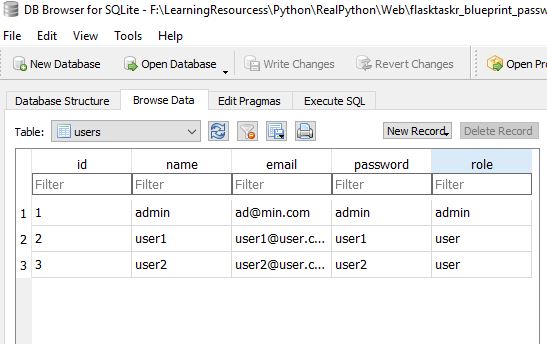 DB Browser for SQLite - F:\LearningResourcess\Python\RealPython\Web\flasktaskr_blueprint_passw
File Edit View Tools Help
New Database Open Database Write Changes Revert Changes Open Pro
Database Structure Browse Data Edit Pragmas Execute SQL
Table: users New Record Delete Record
id name email password role
Filter Filter Filter Filter Filter
1 1 admin ad@min.com admin admin
2 2 user1 user1@user.c... user1 user
3 3 user2 user2@user.c... user2 user